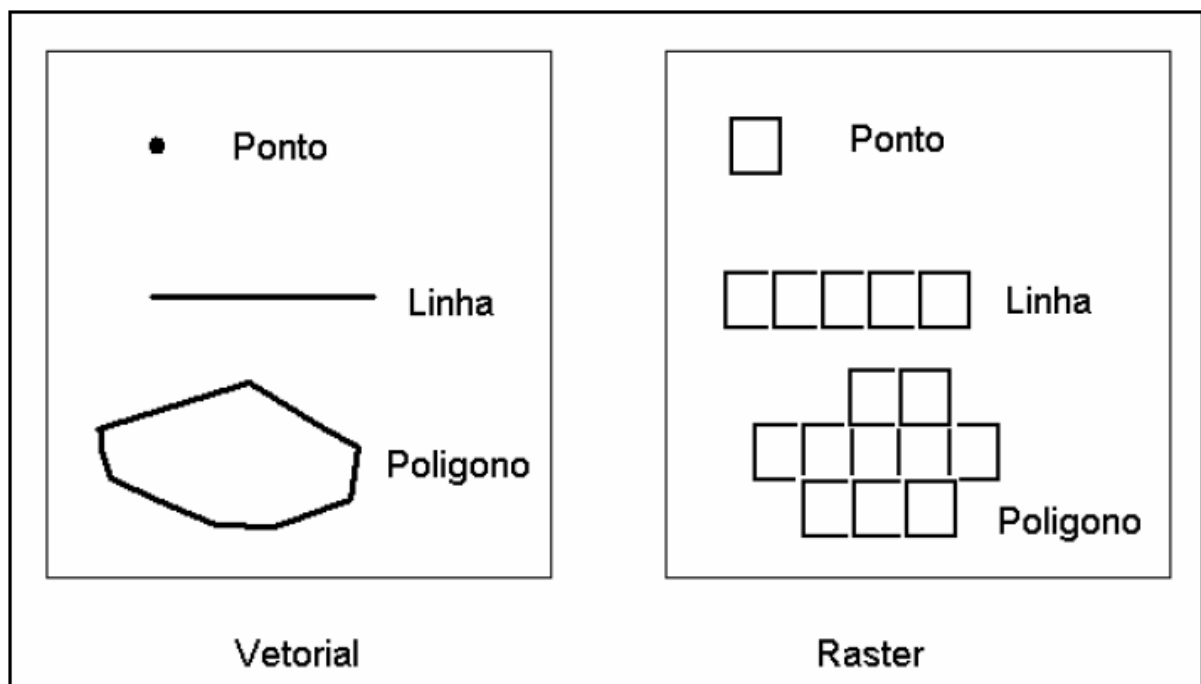 Ponto
Linha
Poligono
Vetorial
Ponto
Linha
Poligono
Raster